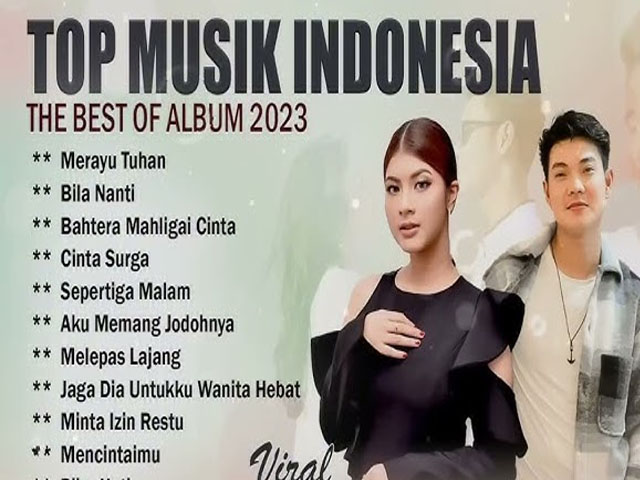 TOP MUSIK INDONESIA
THE BEST OF ALBUM 2023
** Merayu Tuhan
** Bila Nanti
** Bahtera Mahligai Cinta
** Cinta Surga
** Sepertiga Malam
** Aku Memang Jodohnya
** Melepas Lajang
** Jaga Dia Untukku Wanita Hebat
** Minta Izin Restu
** Mencintaimu
Viral